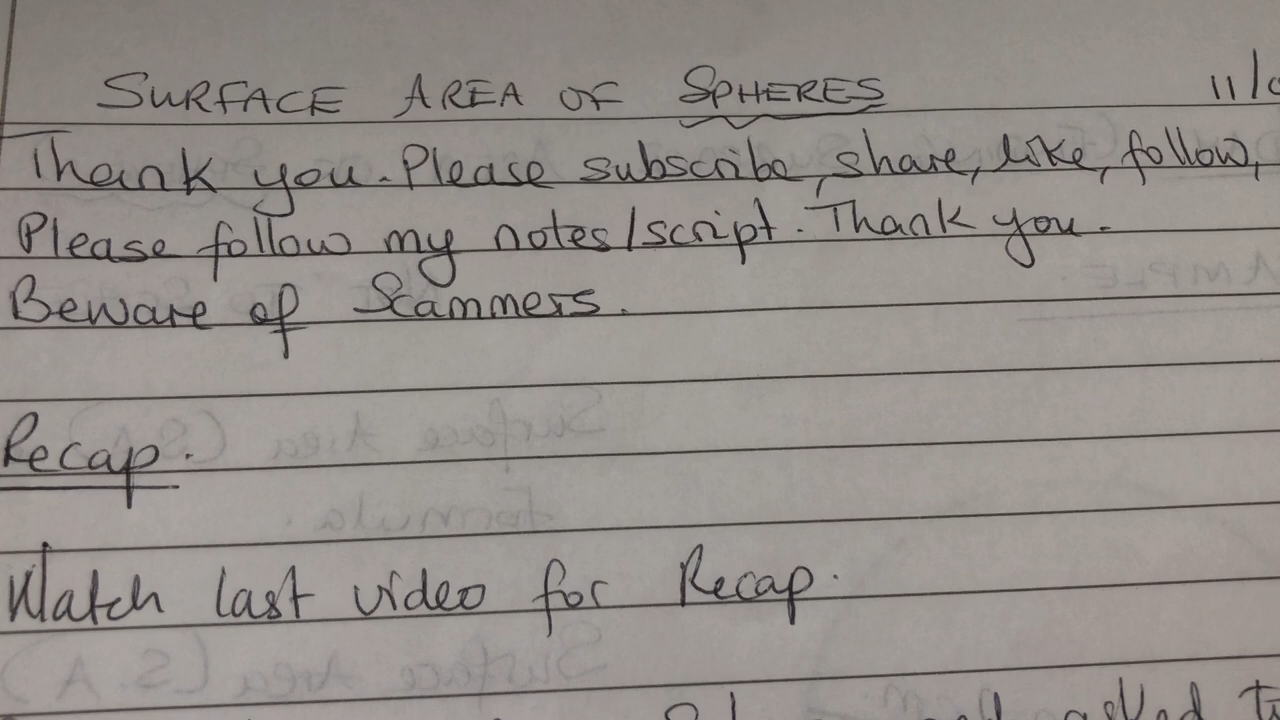 SURFACE AREA OF SPHERES 11/
Thank you. Please subscribe, share, like, follow,
Please follow my notes/script. Thank you.
Beware of Scammers.
Recap.
Watch last video for Recap.